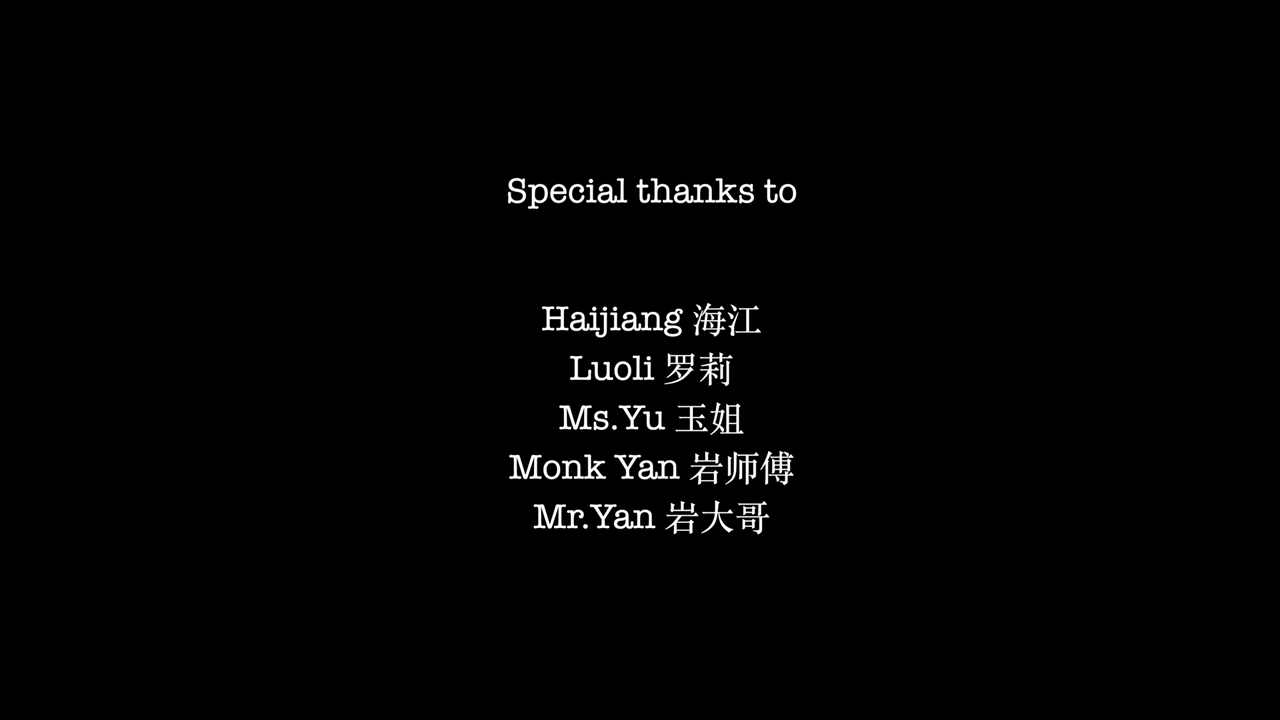 Special thanks to
Haijiang 海江
Luoli 罗莉
Ms.Yu 玉姐
Monk Yan 岩师傅
Mr.Yan 岩大哥